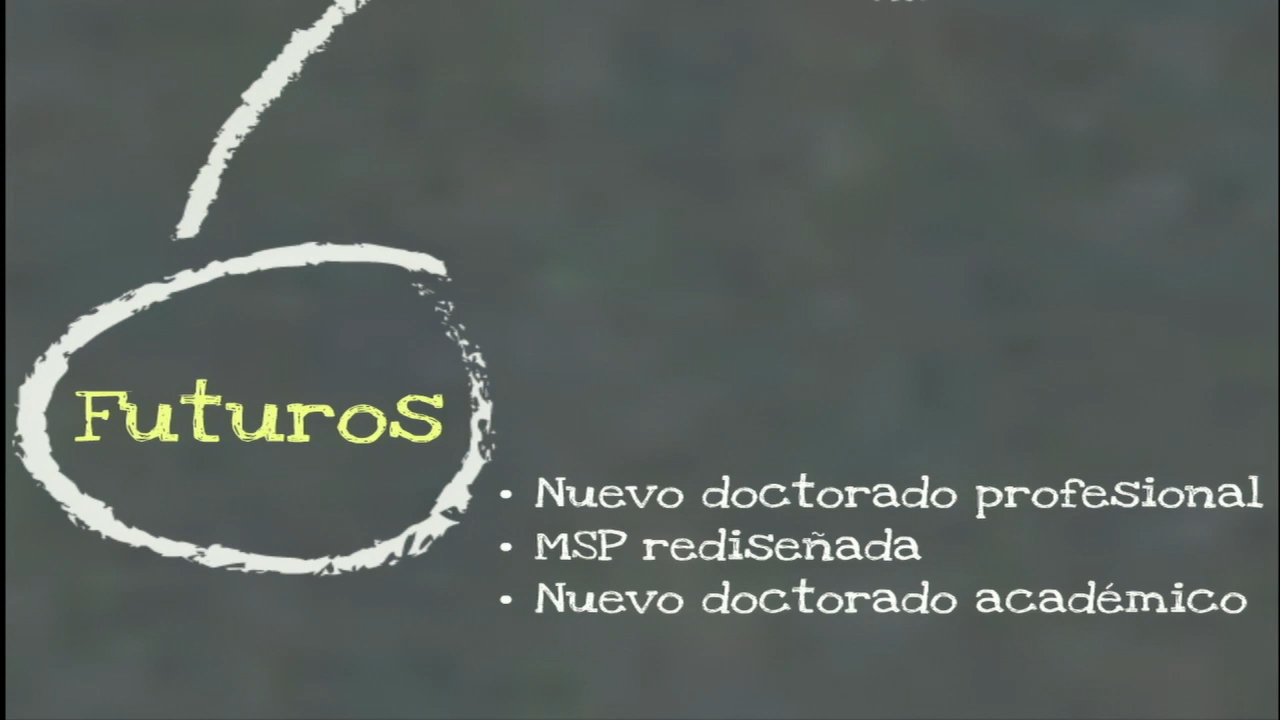 Futuros
• Nuevo doctorado profesional
• MSP rediseñada
• Nuevo doctorado académico